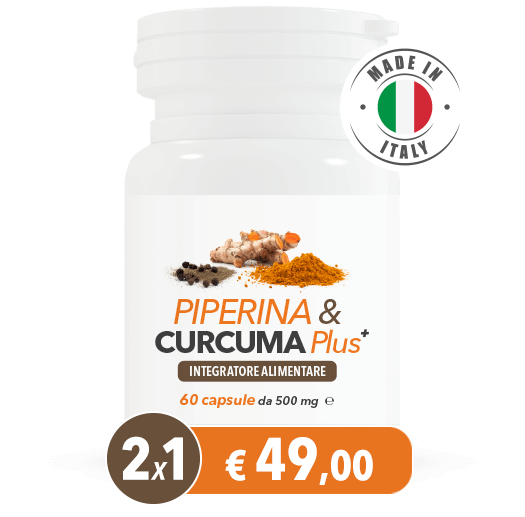 MADE IN
ITALY
PIPERINA &
CURCUMA Plus+
INTEGRATORE ALIMENTARE
60 capsule da 500 mg ℮
2x1
€ 49,00